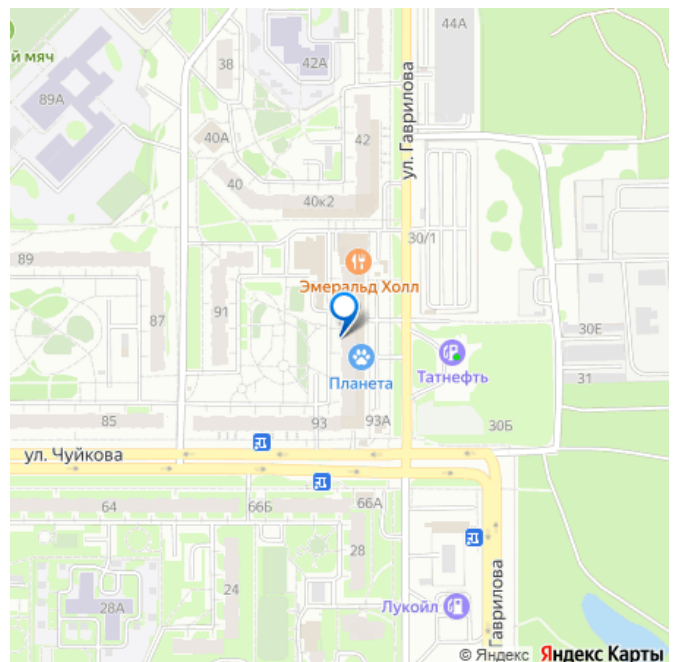 44А
й мяч
38
42А
89А
ул. Гаврилова
40А
42
40
40к2
30/1
89
Эмеральд Холл
91
87
30Е
Татнефть
31
Планета
85
93
93А
30Б
ул. Чуйкова
64
66Б
66А
28
24
Гаврилова
28А
Лукойл
© Яндекс Яндекс Карты